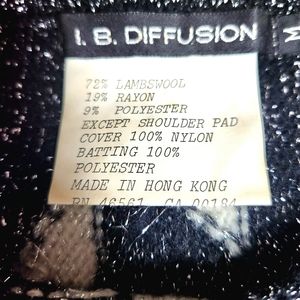 I. B. DIFFUSION
M
72% LAMBSWOOL
19% RAYON
9% POLYESTER
EXCEPT SHOULDER PAD
COVER 100% NYLON
BATTING 100%
POLYESTER
MADE IN HONG KONG
RN 46561 CA 00184